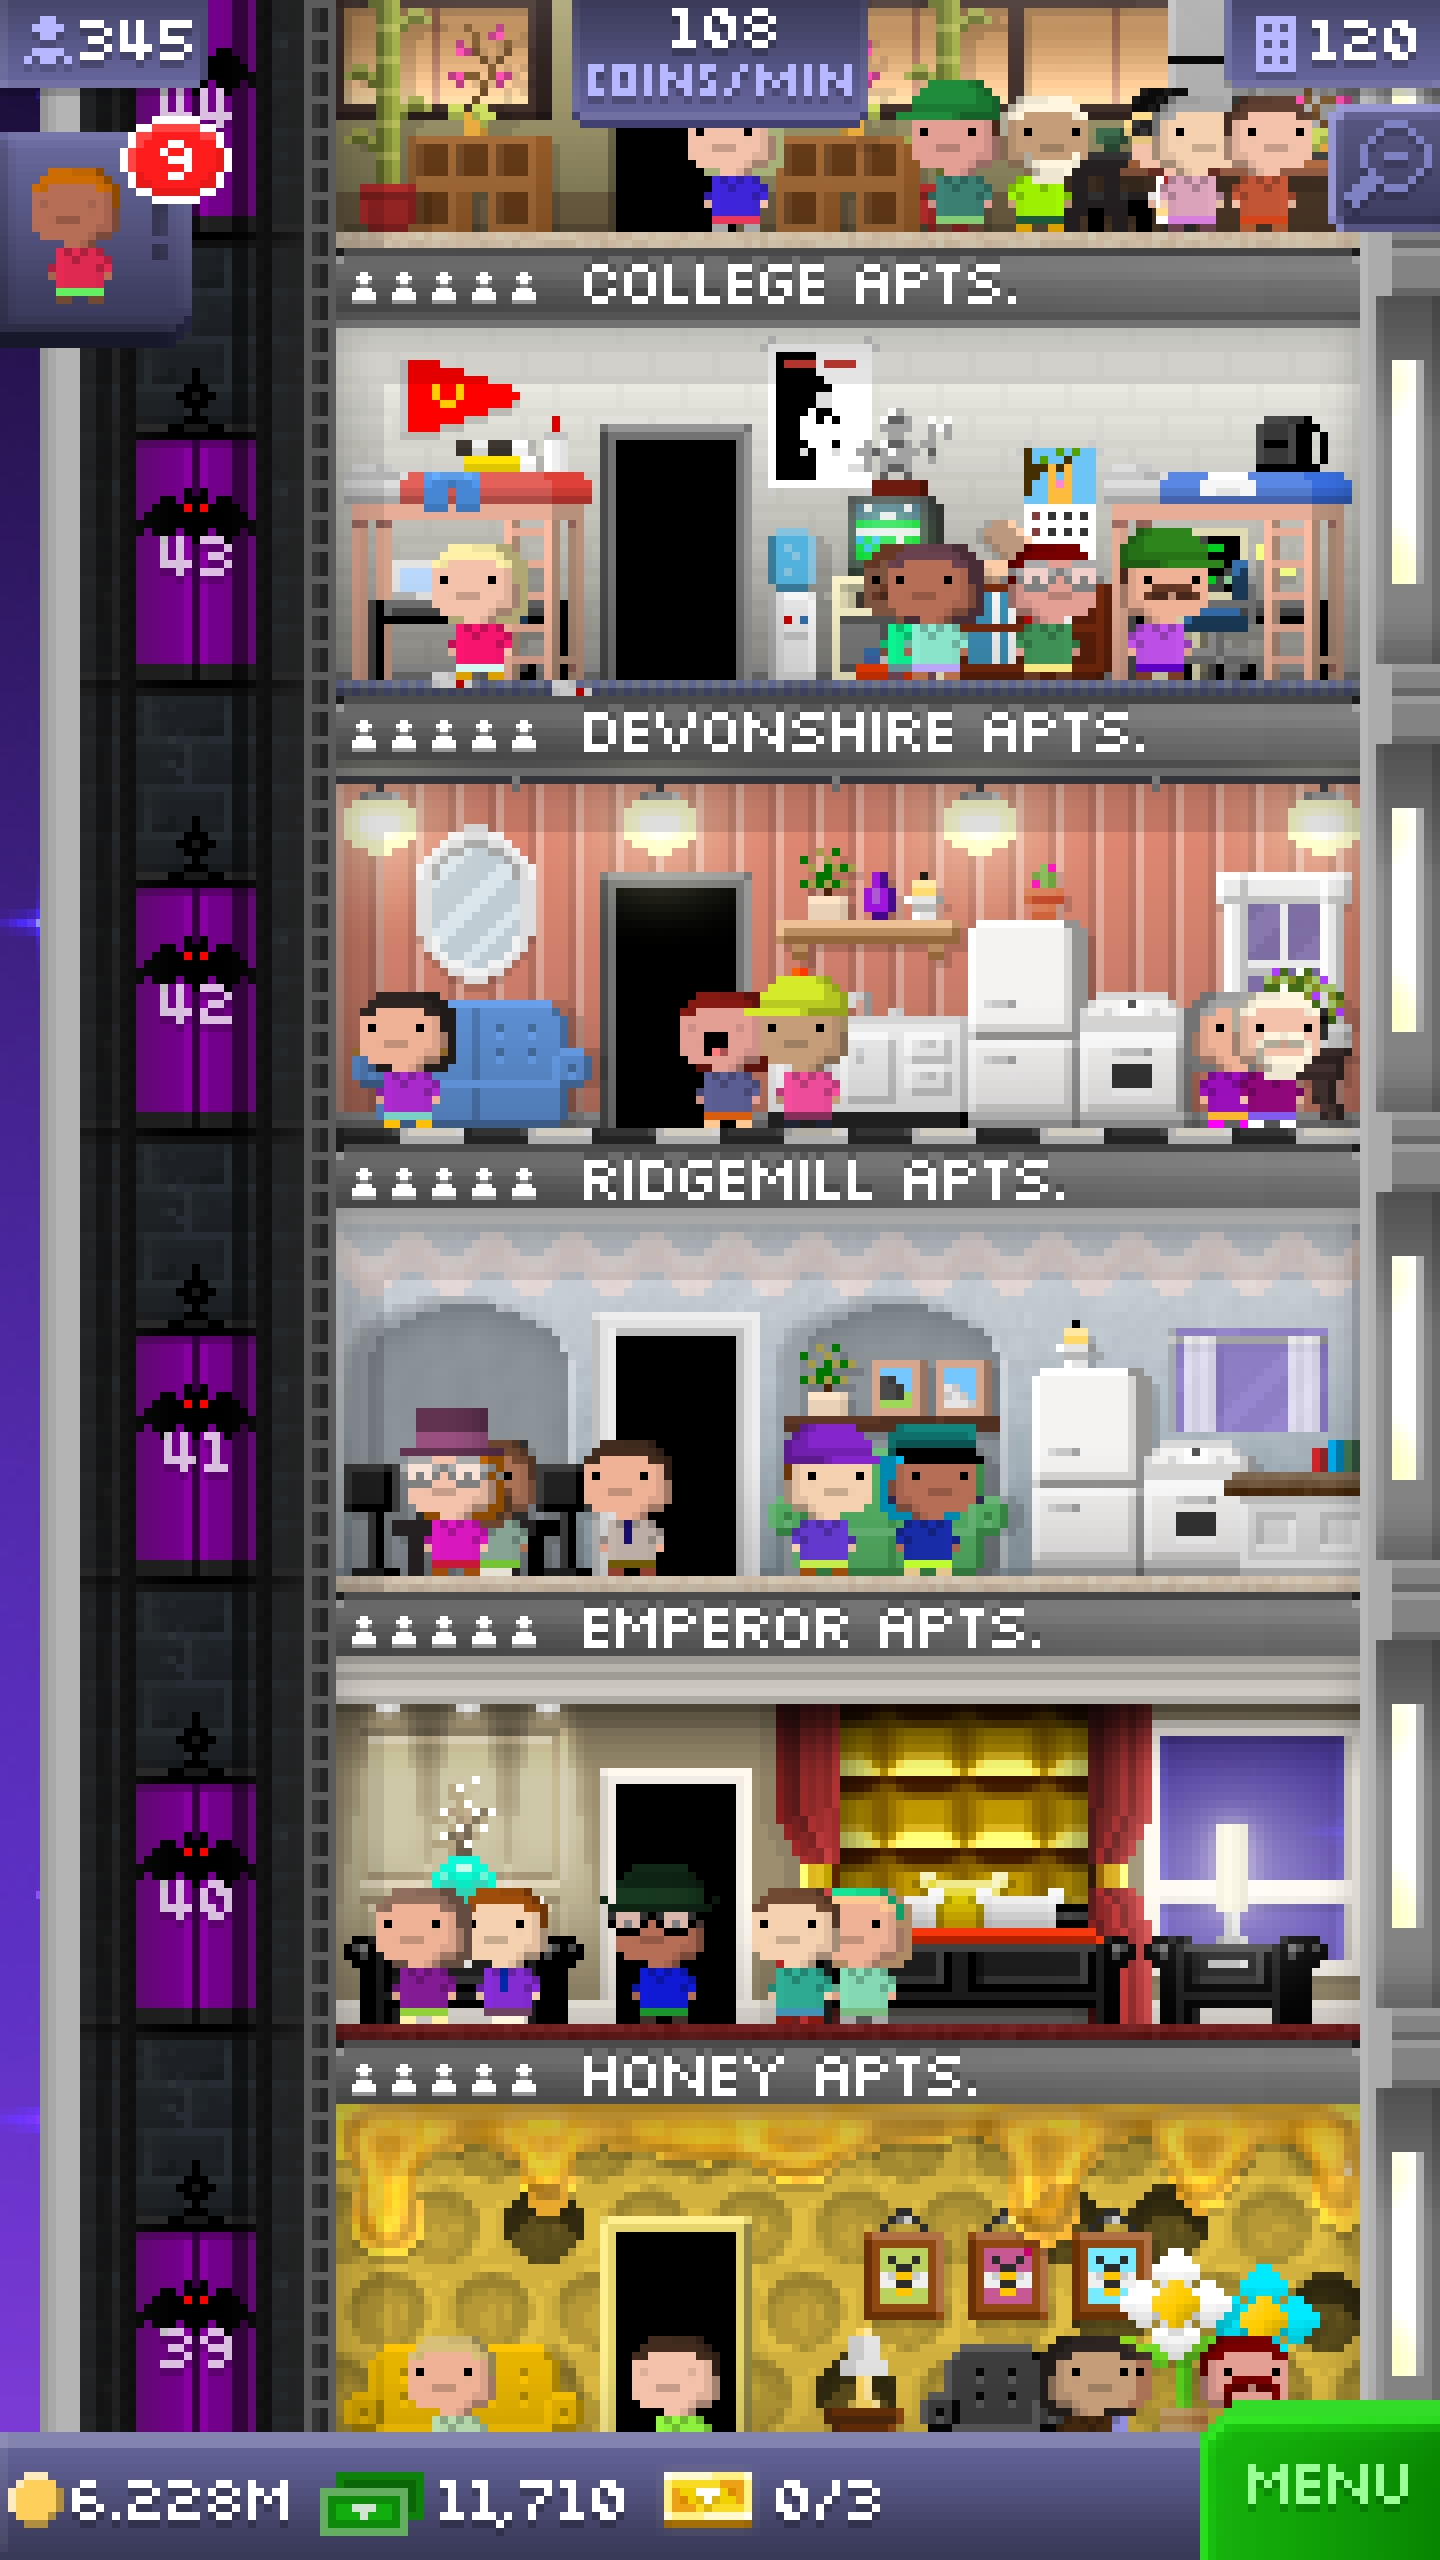 345
108
COINS/MIN
120
9
44
COLLEGE APTS.
43
DEVONSHIRE APTS.
42
RIDGEMILL APTS.
41
EMPEROR APTS.
40
HONEY APTS.
39
6.228M
11,710
0/3
MENU